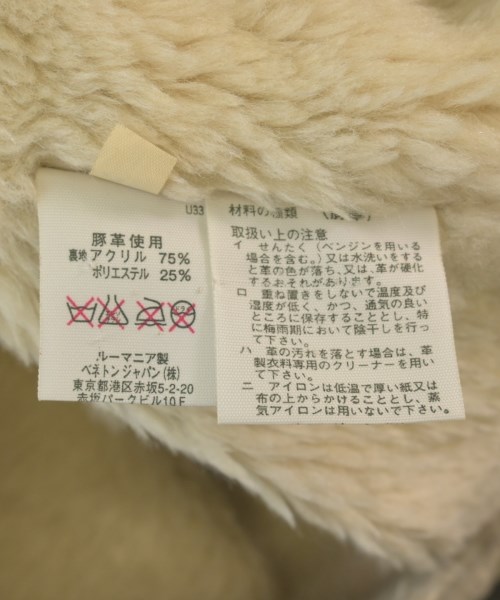 U33
豚革使用
裏地 アクリル 75%
ポリエステル 25%
ルーマニア製
ベネトンジャパン(株)
東京都港区赤坂5-2-20
赤坂パークビル10F
材料の種類
取扱い上の注意
イ せんたく(ベンジンを用いる
場合を含む。)又は水洗いをする
と革の色が落ち、又は、革が硬化
するおそれがあります。
ロ 重ね置きをしないで温度及び
湿度が低く、かつ、通気の良い
ところに保存することとし、特
に梅雨期において陰干しを行っ
て下さい。
ハ 革の汚れを落とす場合は、革
製衣料専用のクリーナーを用い
て下さい。
ニ アイロンは低温で厚い紙又は
布の上からかけることとし、蒸
気アイロンは用いないで下さい。